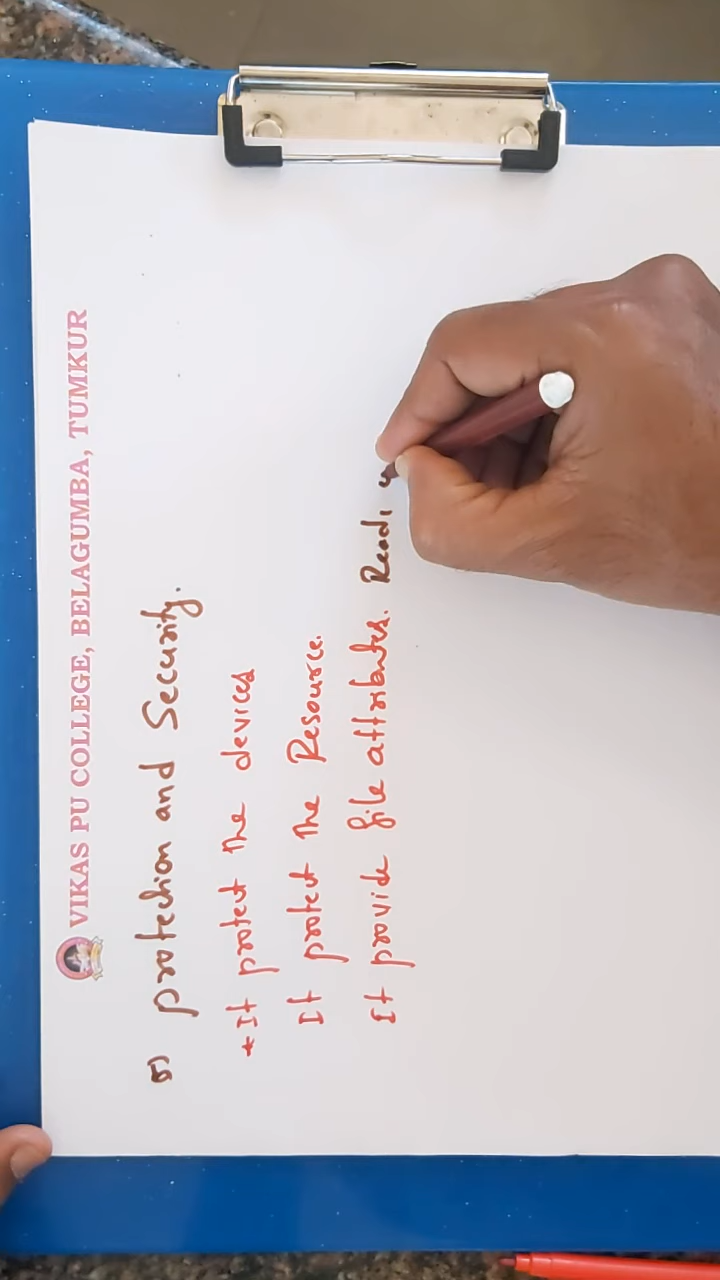 VIKAS PU COLLEGE, BELAGUMBA, TUMKUR
5) protection and Security.
* It protect the devices
It protect the Resource.
It provide file attributes. Read,